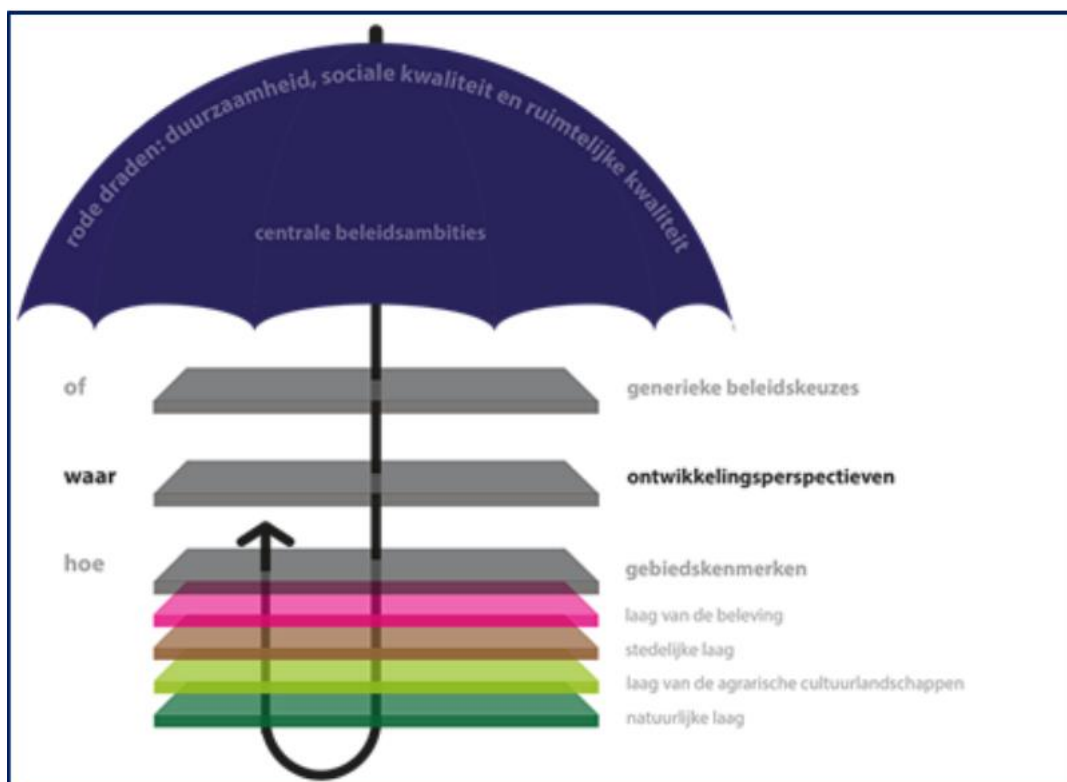 rode draden: duurzaamheid, sociale kwaliteit en ruimtelijke kwaliteit
centrale beleidsambities
of
generieke beleidskeuzes
waar
ontwikkelingsperspectieven
hoe
gebiedskenmerken
laag van de beleving
stedelijke laag
laag van de agrarische cultuurlandschappen
natuurlijke laag